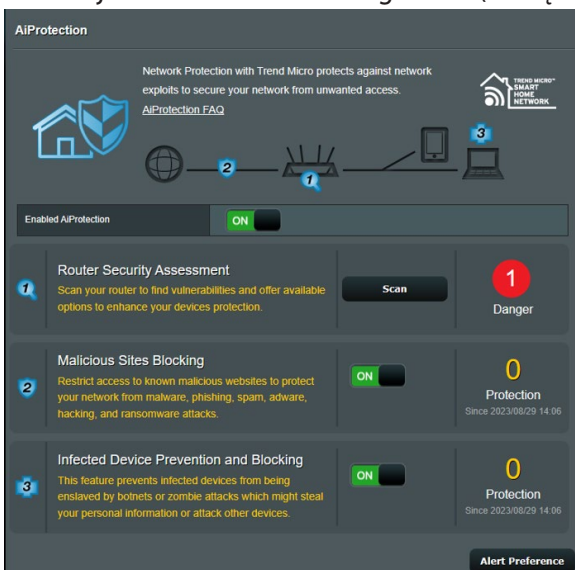 AiProtection
Network Protection with Trend Micro protects against network
exploits to secure your network from unwanted access.
AiProtection FAQ
TREND MICRO™
SMART
HOME
NETWORK
3
2
1
Enabled AiProtection
ON
1
Router Security Assessment
Scan your router to find vulnerabilities and offer available
options to enhance your devices protection.
Scan
1
Danger
2
Malicious Sites Blocking
Restrict access to known malicious websites to protect
your network from malware, phishing, spam, adware,
hacking, and ransomware attacks.
ON
0
Protection
Since 2023/08/29 14:06
3
Infected Device Prevention and Blocking
This feature prevents infected devices from being
enslaved by botnets or zombie attacks which might steal
your personal information or attack other devices.
ON
0
Protection
Since 2023/08/29 14:06
Alert Preference